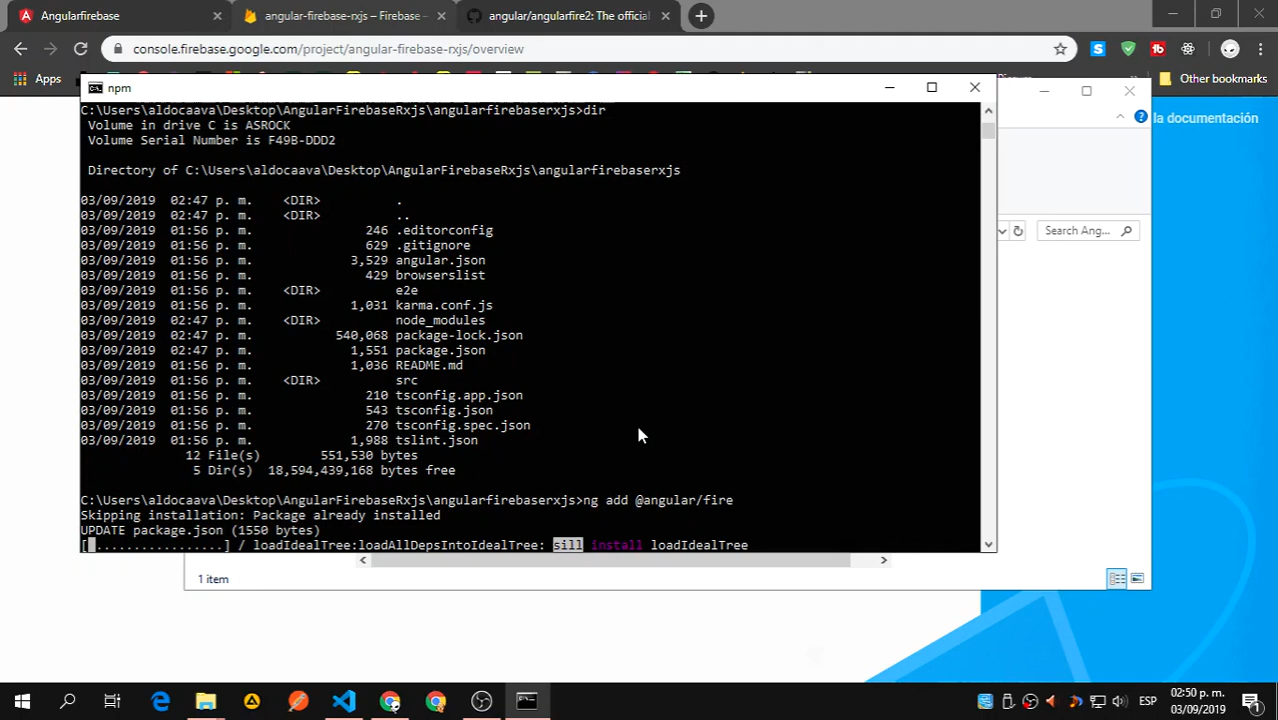 Angularfirebase
angular-firebase-rxjs – Firebase
angular/angularfire2: The official
console.firebase.google.com/project/angular-firebase-rxjs/overview
Apps
Other bookmarks
npm
la documentación
C:\Users\aldocaava\Desktop\AngularFirebaseRxjs\angularfirebaserxjs>dir
Volume in drive C is ASROCK
Volume Serial Number is F49B-DDD2
Directory of C:\Users\aldocaava\Desktop\AngularFirebaseRxjs\angularfirebaserxjs
03/09/2019 02:47 p. m. <DIR> .
03/09/2019 02:47 p. m. <DIR> ..
03/09/2019 01:56 p. m. 246 .editorconfig
03/09/2019 01:56 p. m. 629 .gitignore
03/09/2019 01:56 p. m. 3,529 angular.json
03/09/2019 01:56 p. m. 429 browserslist
03/09/2019 01:56 p. m. <DIR> e2e
03/09/2019 01:56 p. m. 1,031 karma.conf.js
03/09/2019 02:47 p. m. <DIR> node_modules
03/09/2019 02:47 p. m. 540,068 package-lock.json
03/09/2019 02:47 p. m. 1,551 package.json
03/09/2019 01:56 p. m. 1,036 README.md
03/09/2019 01:56 p. m. <DIR> src
03/09/2019 01:56 p. m. 210 tsconfig.app.json
03/09/2019 01:56 p. m. 543 tsconfig.json
03/09/2019 01:56 p. m. 270 tsconfig.spec.json
03/09/2019 01:56 p. m. 1,988 tslint.json
12 File(s) 551,530 bytes
5 Dir(s) 18,594,439,168 bytes free
C:\Users\aldocaava\Desktop\AngularFirebaseRxjs\angularfirebaserxjs>ng add @angular/fire
Skipping installation: Package already installed
UPDATE package.json (1550 bytes)
[ ................] / loadIdealTree:loadAllDepsIntoIdealTree: sill install loadIdealTree
Search Ang...
1 item
ESP
02:50 p. m.
03/09/2019